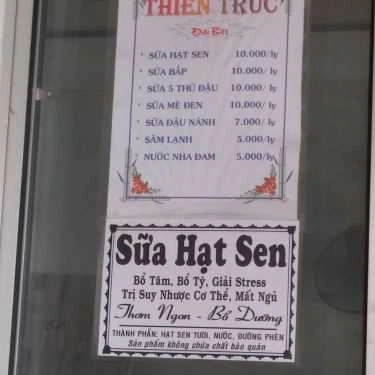 THIÊN TRÚC
Đặc Biệt
• SỮA HẠT SEN 10.000/ly
• SỮA BẮP 10.000/ly
• SỮA 5 THỨ ĐẬU 10.000/ly
• SỮA MÈ ĐEN 10.000/ly
• SỮA ĐẬU NÀNH 7.000/ly
• SÂM LẠNH 5.000/ly
• NƯỚC NHA ĐAM 5.000/ly
Sữa Hạt Sen
Bổ Tâm, Bổ Tỳ, Giải Stress
Trị Suy Nhược Cơ Thể, Mất Ngủ
Thơm Ngon - Bổ Dưỡng
THÀNH PHẦN: HẠT SEN TƯƠI, NƯỚC, ĐƯỜNG PHÈN
Sản phẩm không chứa chất bảo quản